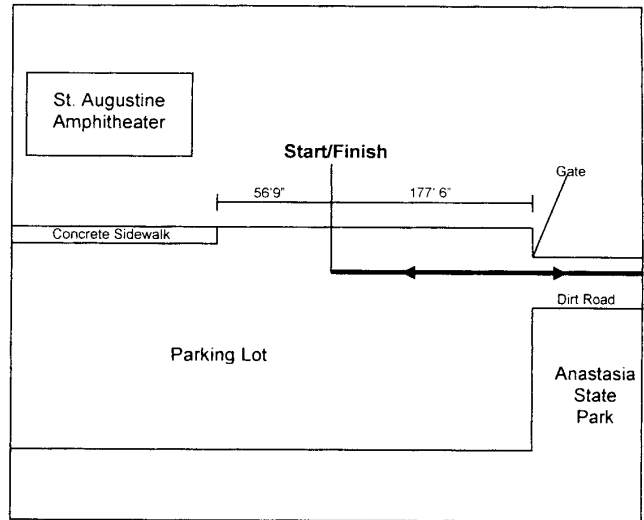 St. Augustine
Amphitheater
Start/Finish
Gate
56'9"
177' 6"
Concrete Sidewalk
Dirt Road
Parking Lot
Anastasia
State
Park